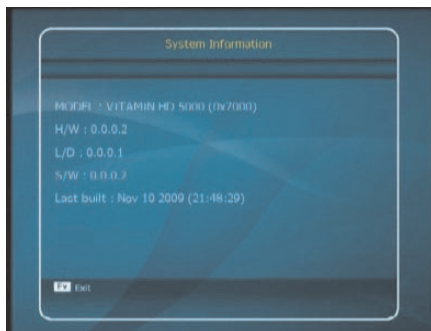 System Information
MODEL : VITAMIN HD 5000 (0x7000)
H/W : 0.0.0.2
L/D : 0.0.0.1
S/W : 0.0.0.2
Last built : Nov 10 2009 (21:48:29)
Exit